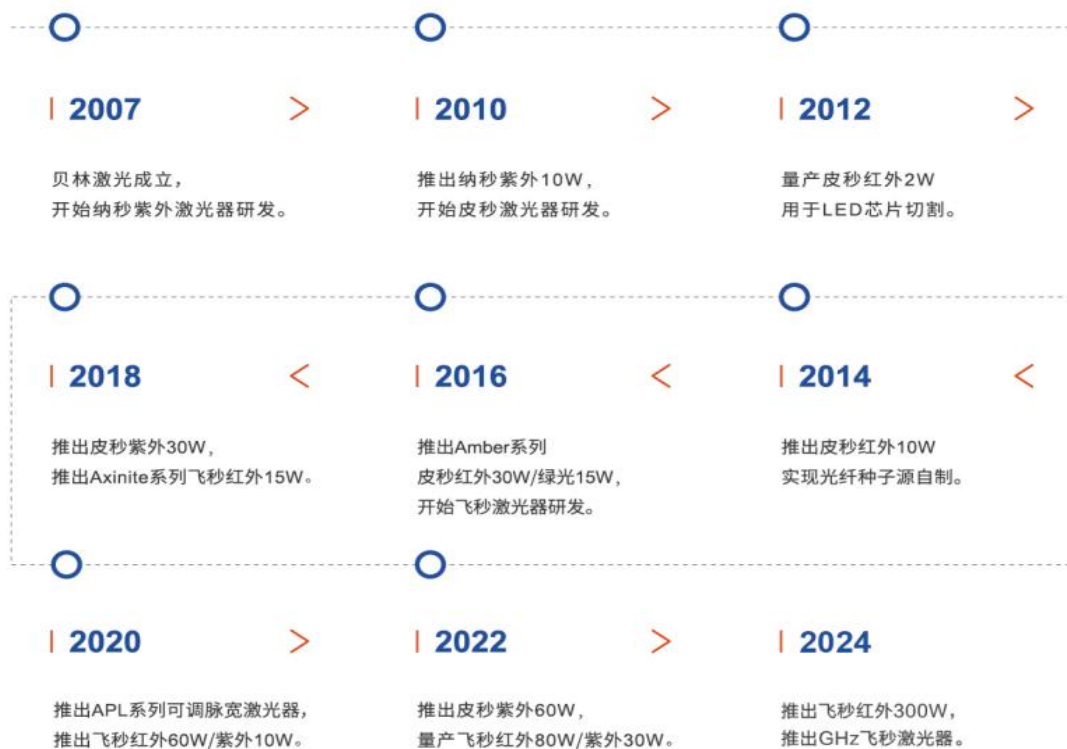 2007
贝林激光成立，
开始纳秒紫外激光器研发。
2010
推出纳秒紫外10W，
开始皮秒激光器研发。
2012
量产皮秒红外2W
用于LED芯片切割。
2014
推出皮秒红外10W
实现光纤种子源自制。
2016
推出Amber系列
皮秒红外30W/绿光15W，
开始飞秒激光器研发。
2018
推出皮秒紫外30W，
推出Axinite系列飞秒红外15W。
2020
推出APL系列可调脉宽激光器，
推出飞秒红外60W/紫外10W。
2022
推出皮秒紫外60W，
量产飞秒红外80W/紫外30W。
2024
推出飞秒红外300W，
推出GHz飞秒激光器。